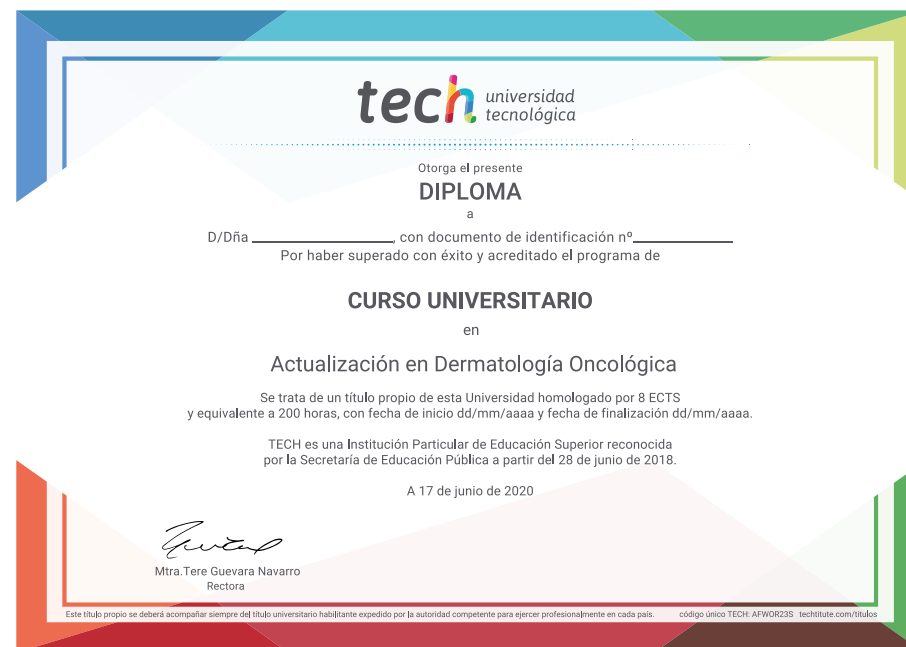 tech universidad
tecnológica
Otorga el presente
DIPLOMA
a
D/Dña ____________________, con documento de identificación nº______________
Por haber superado con éxito y acreditado el programa de
CURSO UNIVERSITARIO
en
Actualización en Dermatología Oncológica
Se trata de un título propio de esta Universidad homologado por 8 ECTS
y equivalente a 200 horas, con fecha de inicio dd/mm/aaaa y fecha de finalización dd/mm/aaaa.
TECH es una Institución Particular de Educación Superior reconocida
por la Secretaría de Educación Pública a partir del 28 de junio de 2018.
A 17 de junio de 2020
Mtra.Tere Guevara Navarro
Rectora
Este título propio se deberá acompañar siempre del título universitario habilitante expedido por la autoridad competente para ejercer profesionalmente en cada país. código único TECH: AFWOR23S techtitute.com/titulos